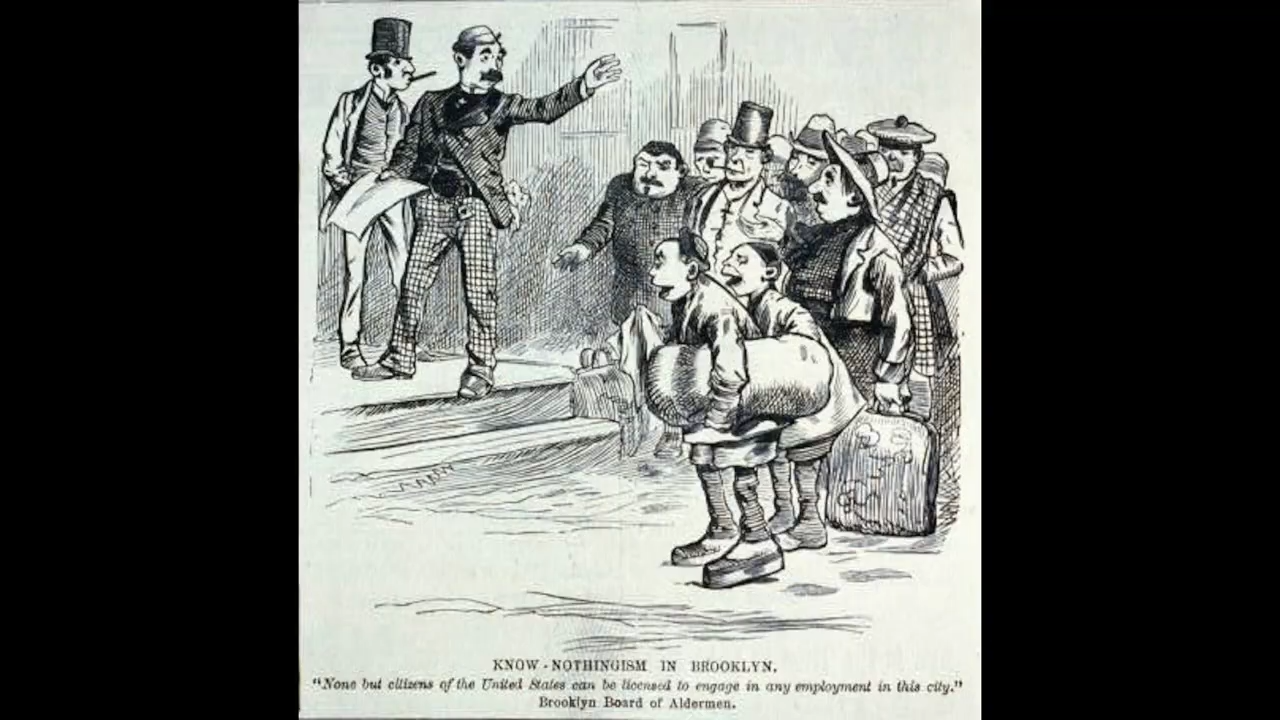 KNOW-NOTHINGISM IN BROOKLYN.
"None but citizens of the United States can be licensed to engage in any employment in this city."
Brooklyn Board of Aldermen.